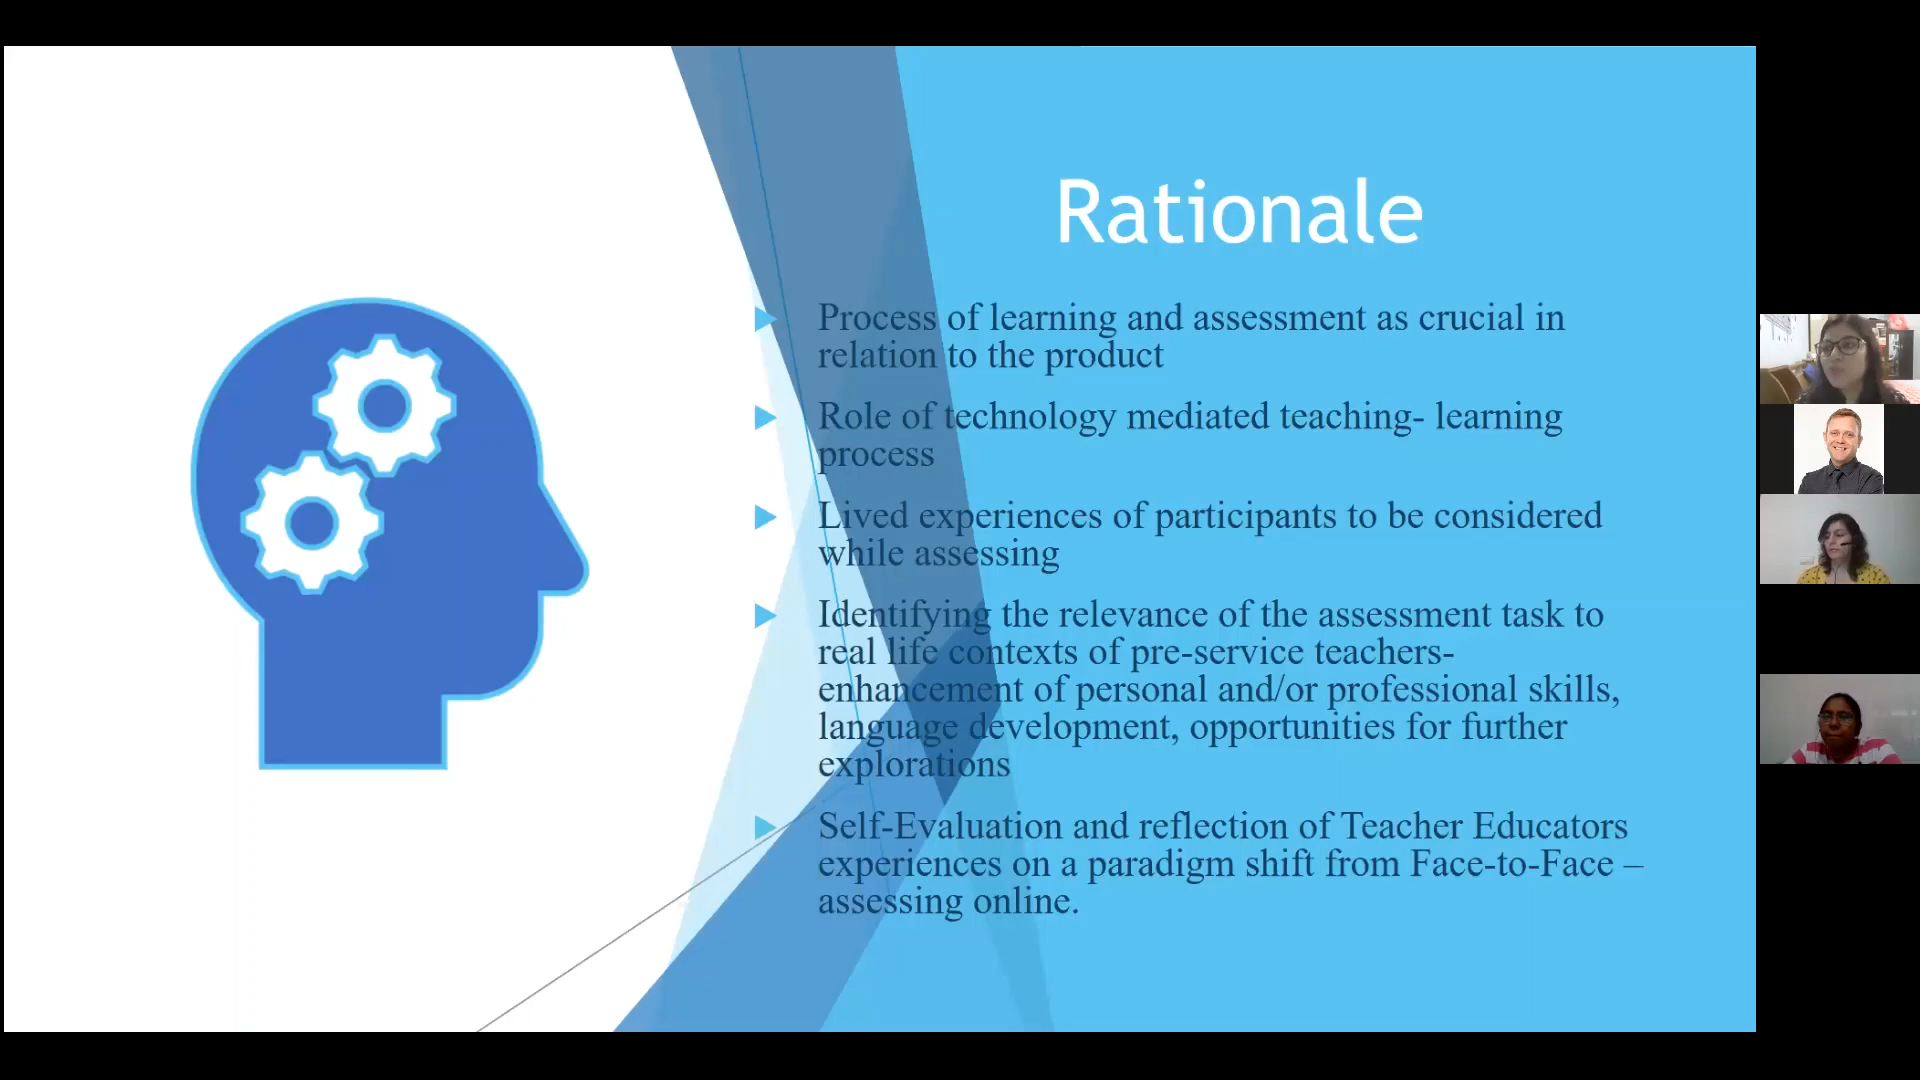 Rationale
Process of learning and assessment as crucial in
relation to the product
Role of technology mediated teaching- learning
process
Lived experiences of participants to be considered
while assessing
Identifying the relevance of the assessment task to
real life contexts of pre-service teachers-
enhancement of personal and/or professional skills,
language development, opportunities for further
explorations
Self-Evaluation and reflection of Teacher Educators
experiences on a paradigm shift from Face-to-Face –
assessing online.